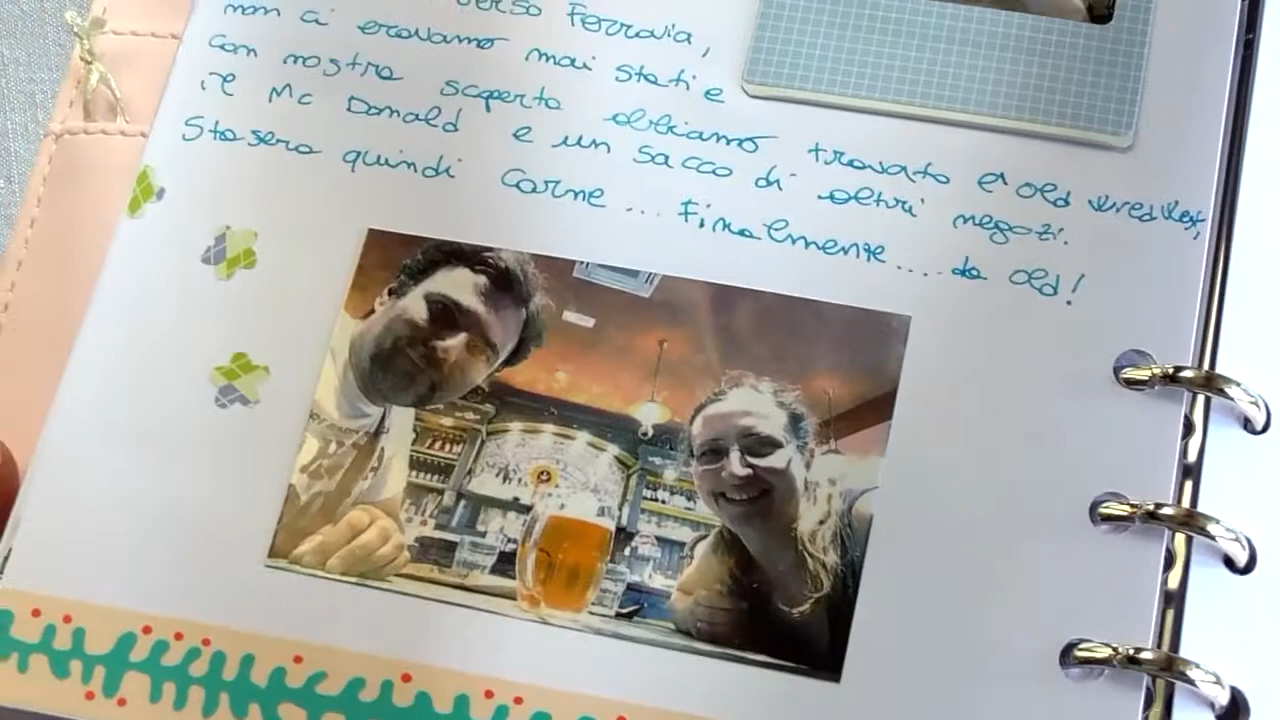 verso Ferrovia,
non ci eravamo mai stati e
con nostra scoperta abbiamo trovato l'old wild west,
il Mc Donald e un sacco di altri negozi.
Stasera quindi carne... Finalmente.... da old!